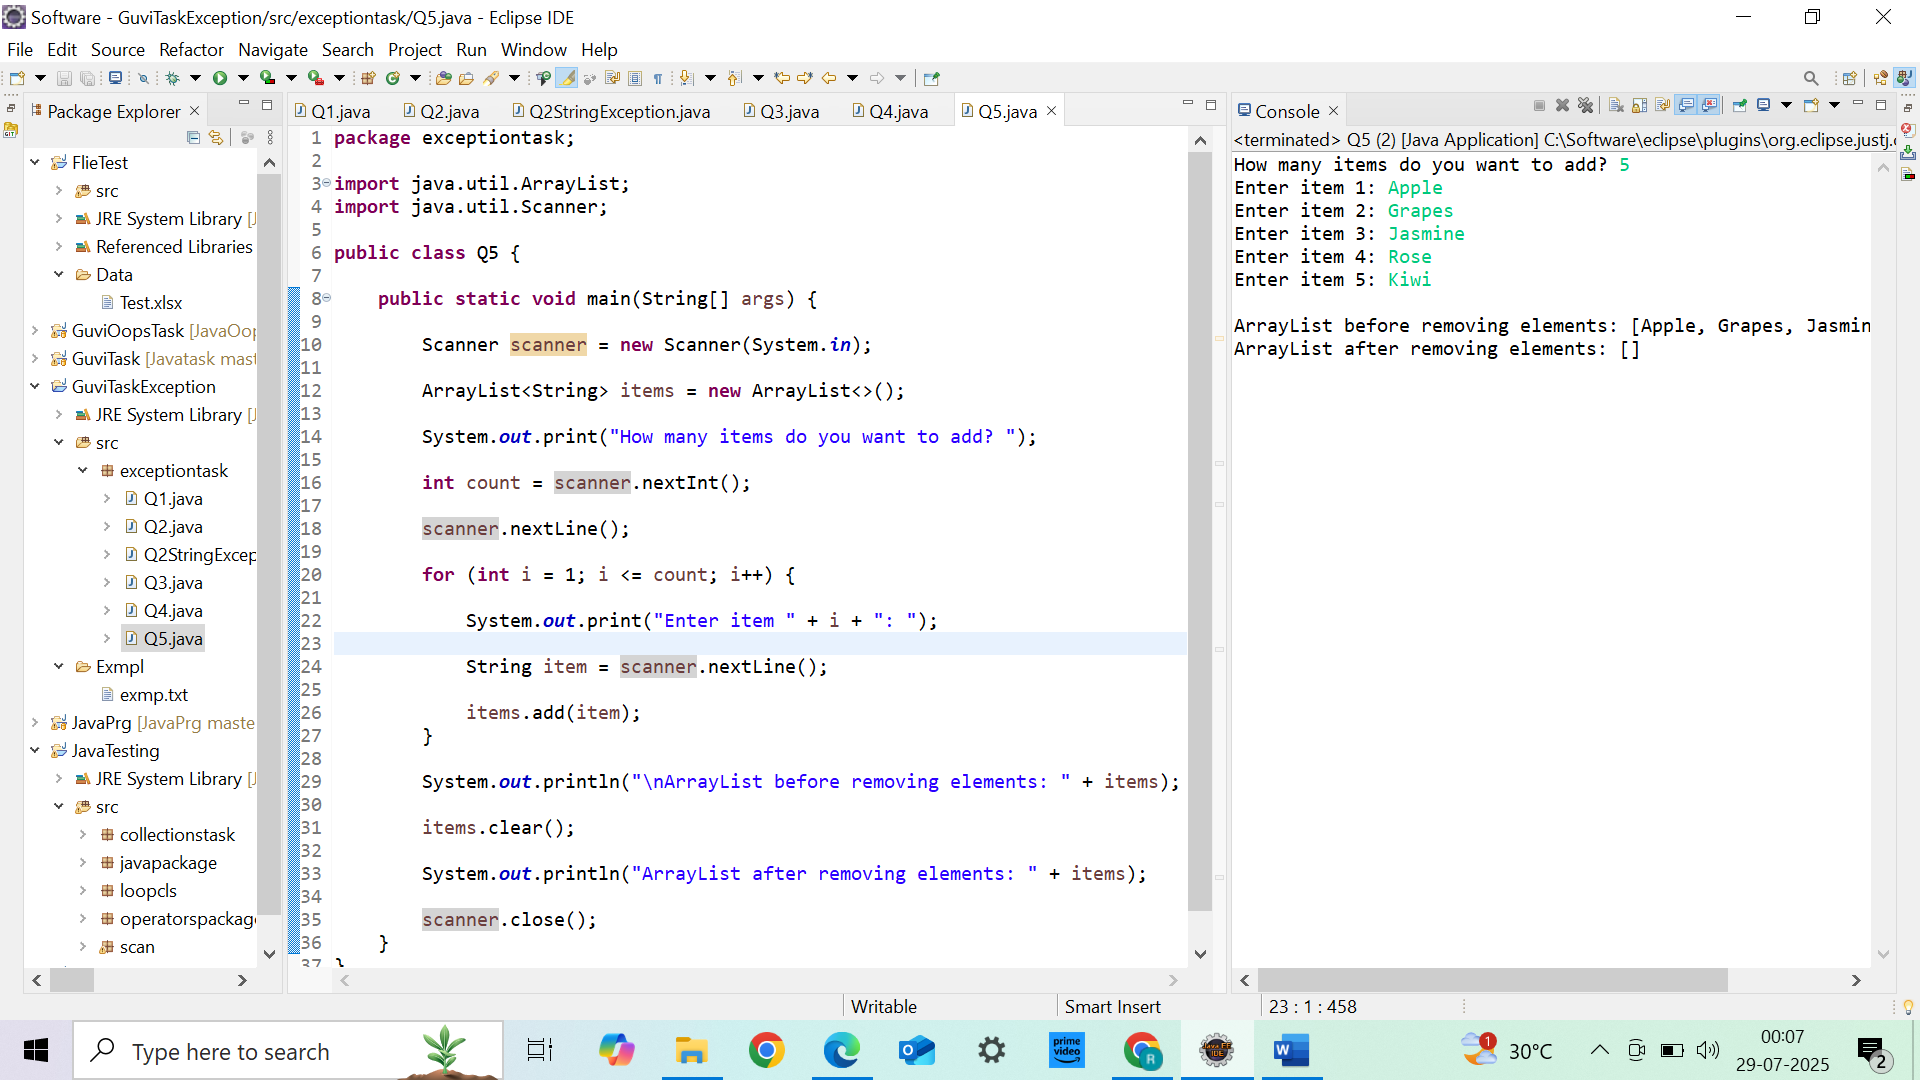 Software - GuviTaskException/src/exceptiontask/Q5.java - Eclipse IDE
File Edit Source Refactor Navigate Search Project Run Window Help
Package Explorer
FlieTest
src
JRE System Library [J
Referenced Libraries
Data
Test.xlsx
GuviOopsTask [JavaOop
GuviTask [Javatask mast
GuviTaskException
JRE System Library [J
src
exceptiontask
Q1.java
Q2.java
Q2StringExcep
Q3.java
Q4.java
Q5.java
Exmpl
exmp.txt
JavaPrg [JavaPrg maste
JavaTesting
JRE System Library [J
src
collectionstask
javapackage
loopcls
operatorspackage
scan
Q1.java Q2.java Q2StringException.java Q3.java Q4.java Q5.java
1 package exceptiontask;
2
3 import java.util.ArrayList;
4 import java.util.Scanner;
5
6 public class Q5 {
7
8 public static void main(String[] args) {
9
10 Scanner scanner = new Scanner(System.in);
11
12 ArrayList<String> items = new ArrayList<>();
13
14 System.out.print("How many items do you want to add? ");
15
16 int count = scanner.nextInt();
17
18 scanner.nextLine();
19
20 for (int i = 1; i <= count; i++) {
21
22 System.out.print("Enter item " + i + ": ");
23
24 String item = scanner.nextLine();
25
26 items.add(item);
27 }
28
29 System.out.println("\nArrayList before removing elements: " + items);
30
31 items.clear();
32
33 System.out.println("ArrayList after removing elements: " + items);
34
35 scanner.close();
36 }
37 }
Console
<terminated> Q5 (2) [Java Application] C:\Software\eclipse\plugins\org.eclipse.justj.
How many items do you want to add? 5
Enter item 1: Apple
Enter item 2: Grapes
Enter item 3: Jasmine
Enter item 4: Rose
Enter item 5: Kiwi
ArrayList before removing elements: [Apple, Grapes, Jasmin
ArrayList after removing elements: []
Writable Smart Insert 23 : 1 : 458
Type here to search
prime video
1
30°C
00:07
29-07-2025
2